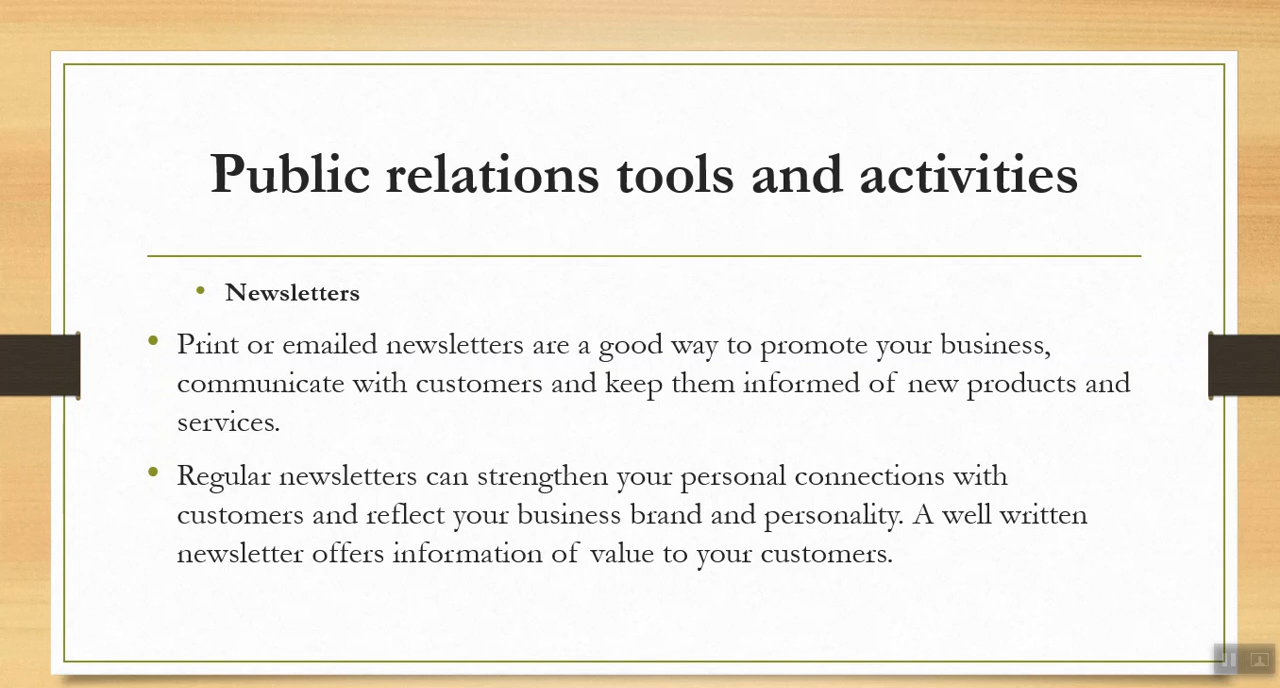 Public relations tools and activities
• Newsletters
• Print or emailed newsletters are a good way to promote your business,
communicate with customers and keep them informed of new products and
services.
• Regular newsletters can strengthen your personal connections with
customers and reflect your business brand and personality. A well written
newsletter offers information of value to your customers.